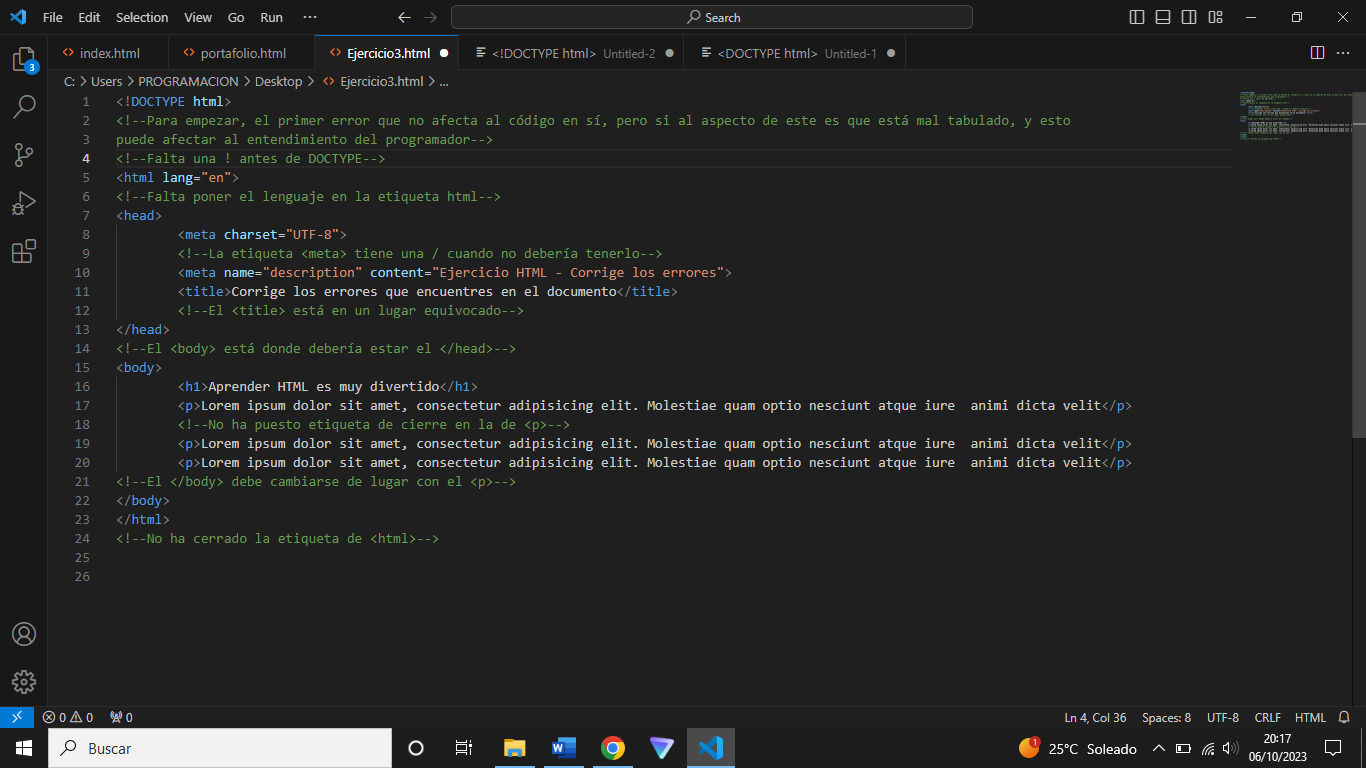 File Edit Selection View Go Run ··· Search
index.html portafolio.html Ejercicio3.html <!DOCTYPE html> Untitled-2 <DOCTYPE html> Untitled-1
C: > Users > PROGRAMACION > Desktop > Ejercicio3.html > ...
1 <!DOCTYPE html>
2 <!--Para empezar, el primer error que no afecta al código en sí, pero si al aspecto de este es que está mal tabulado, y esto
3 puede afectar al entendimiento del programador-->
4 <!--Falta una ! antes de DOCTYPE-->
5 <html lang="en">
6 <!--Falta poner el lenguaje en la etiqueta html-->
7 <head>
8 <meta charset="UTF-8">
9 <!--La etiqueta <meta> tiene una / cuando no debería tenerlo-->
10 <meta name="description" content="Ejercicio HTML - Corrige los errores">
11 <title>Corrige los errores que encuentres en el documento</title>
12 <!--El <title> está en un lugar equivocado-->
13 </head>
14 <!--El <body> está donde debería estar el </head>-->
15 <body>
16 <h1>Aprender HTML es muy divertido</h1>
17 <p>Lorem ipsum dolor sit amet, consectetur adipisicing elit. Molestiae quam optio nesciunt atque iure  animi dicta velit</p>
18 <!--No ha puesto etiqueta de cierre en la de <p>-->
19 <p>Lorem ipsum dolor sit amet, consectetur adipisicing elit. Molestiae quam optio nesciunt atque iure  animi dicta velit</p>
20 <p>Lorem ipsum dolor sit amet, consectetur adipisicing elit. Molestiae quam optio nesciunt atque iure  animi dicta velit</p>
21 <!--El </body> debe cambiarse de lugar con el <p>-->
22 </body>
23 </html>
24 <!--No ha cerrado la etiqueta de <html>-->
25
26
3
0 0 0 Ln 4, Col 36 Spaces: 8 UTF-8 CRLF HTML
Buscar 1 25°C Soleado 20:17
06/10/2023